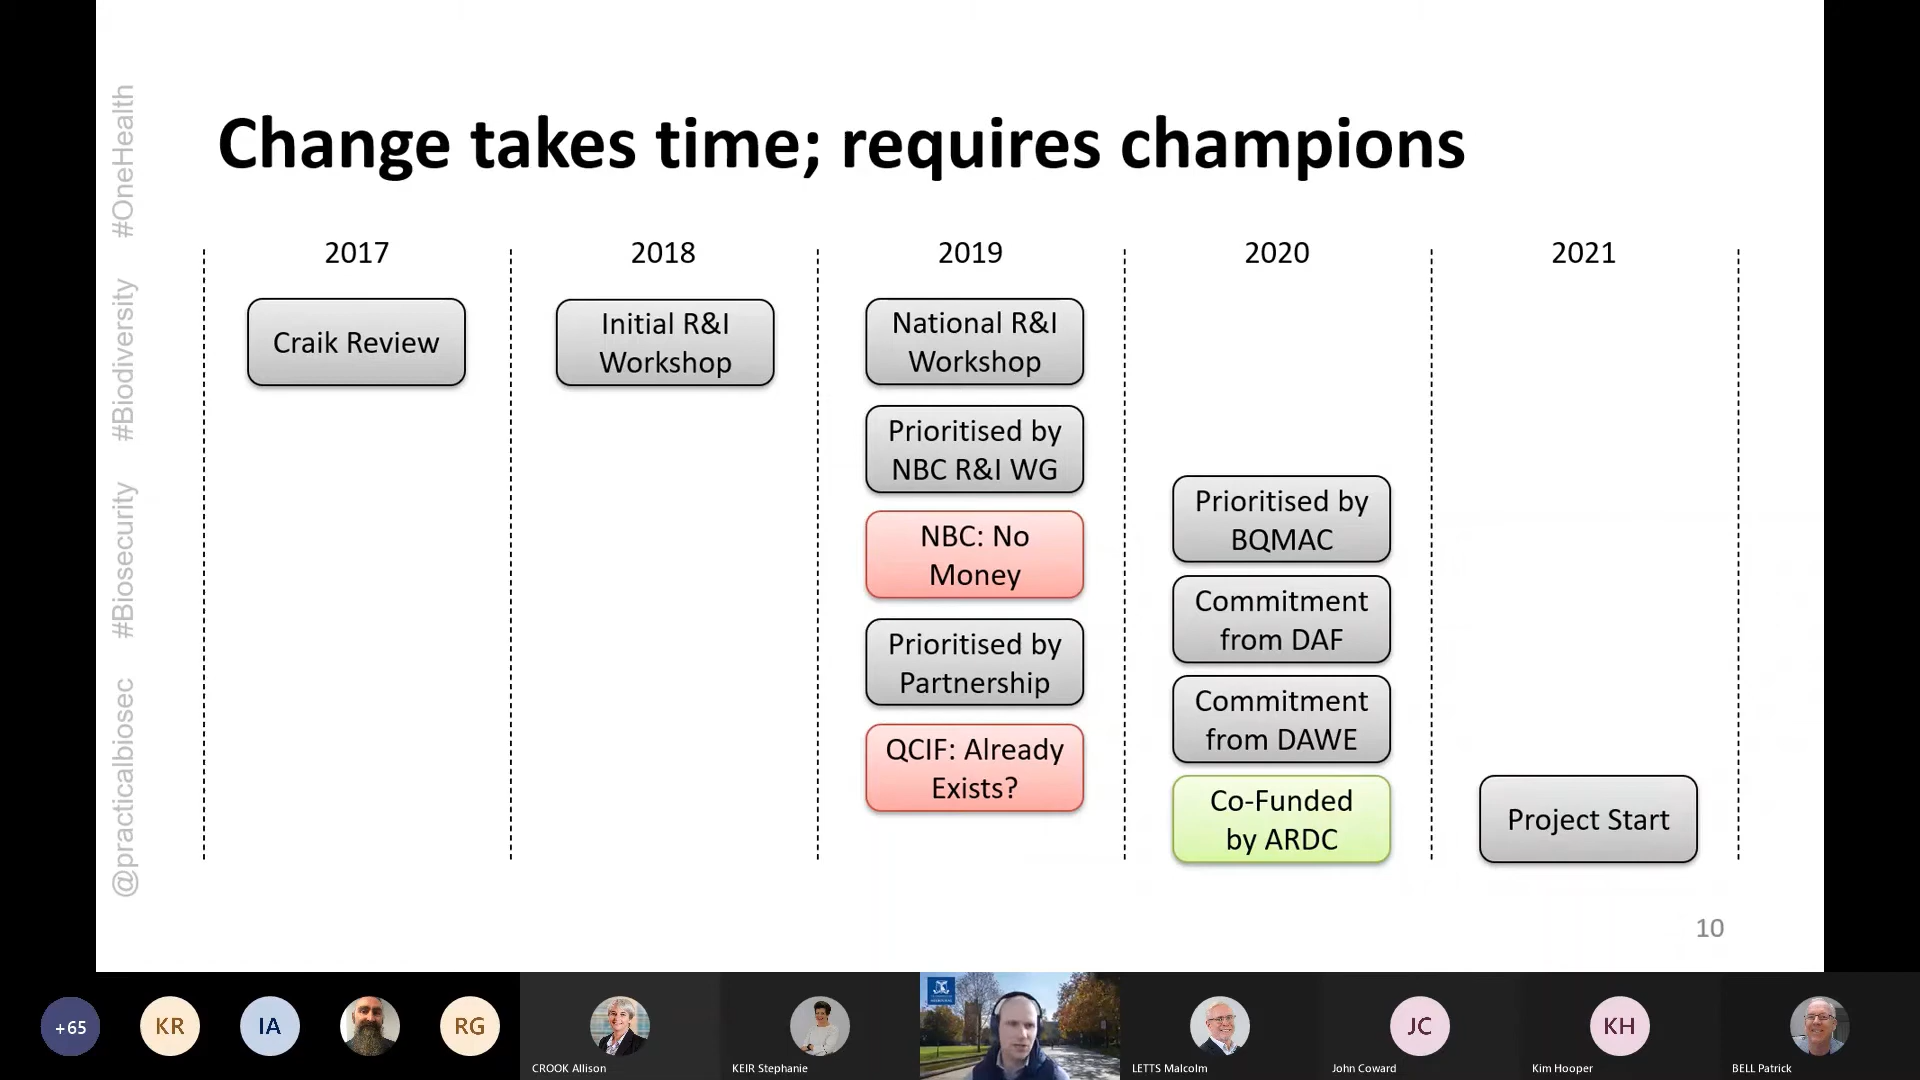 Change takes time; requires champions
#OneHealth
#Biodiversity
#Biosecurity
@practicalbiosec
2017
2018
2019
2020
2021
Craik Review
Initial R&I
Workshop
National R&I
Workshop
Prioritised by
NBC R&I WG
NBC: No
Money
Prioritised by
Partnership
QCIF: Already
Exists?
Prioritised by
BQMAC
Commitment
from DAF
Commitment
from DAWE
Co-Funded
by ARDC
Project Start
10
+65
KR
IA
RG
CROOK Allison
KEIR Stephanie
LETTS Malcolm
JC
John Coward
KH
Kim Hooper
BELL Patrick